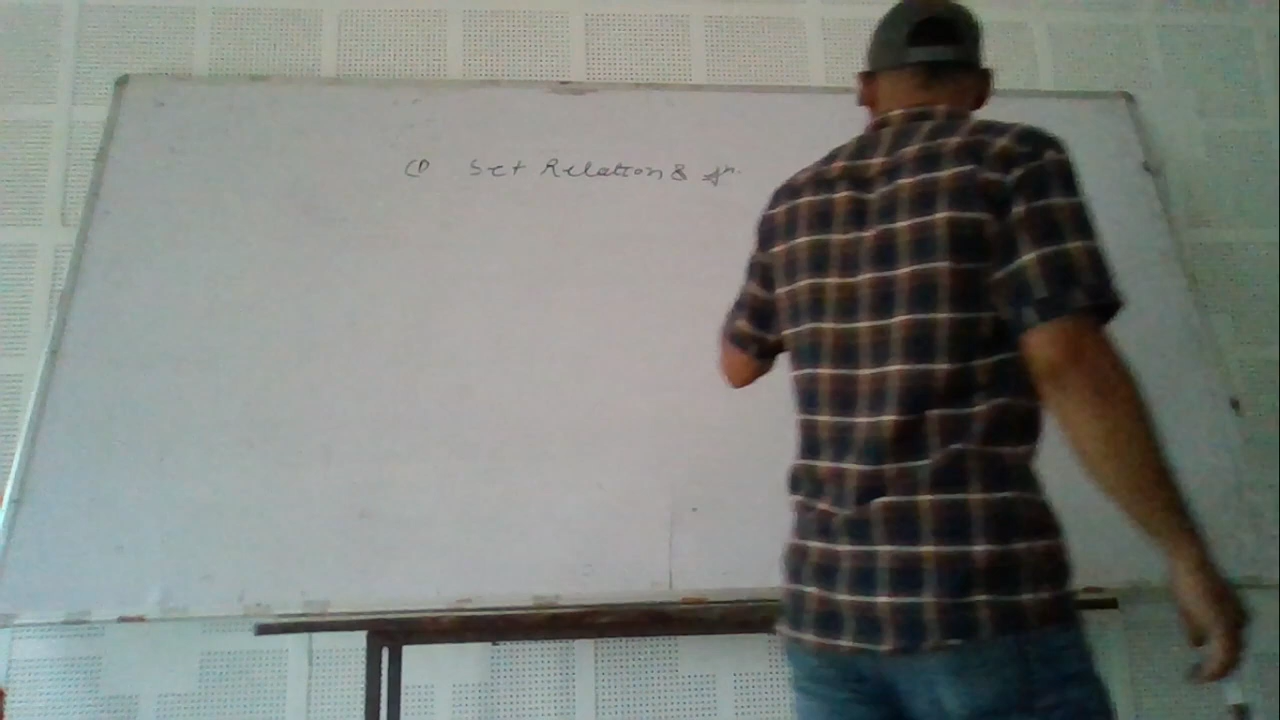 (1) Set Relation & fn.